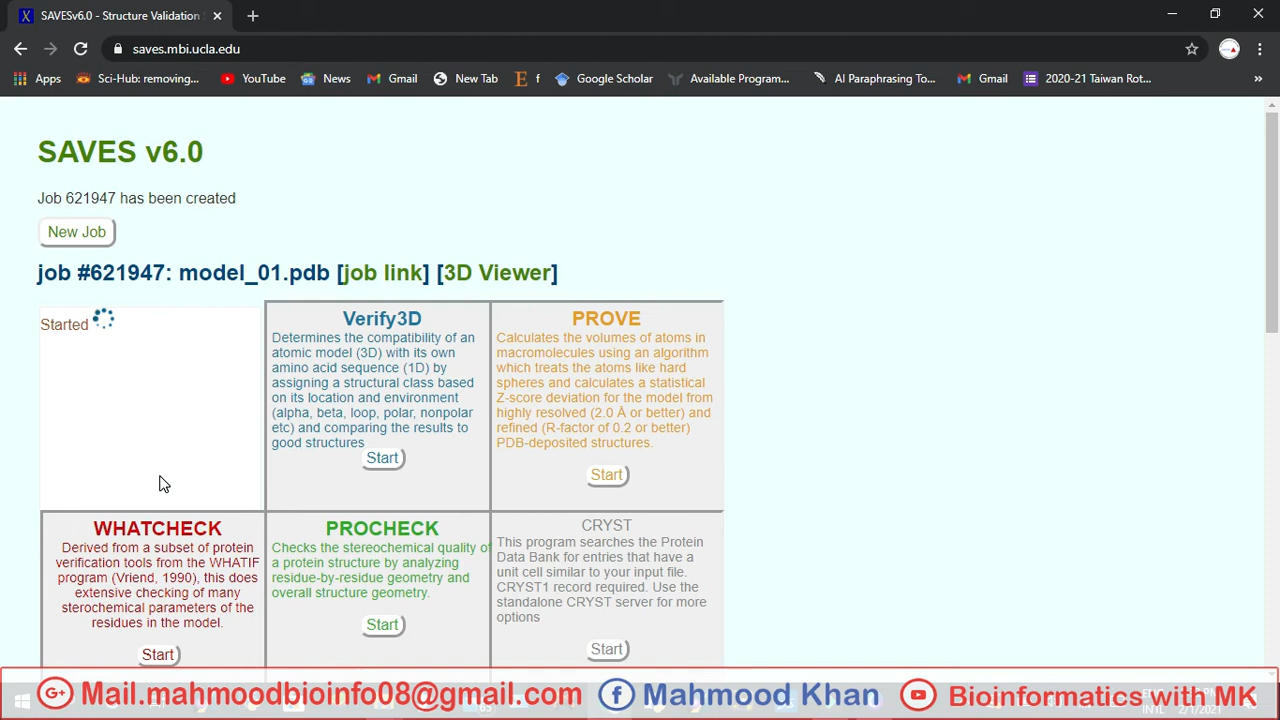 SAVESv6.0 - Structure Validation
saves.mbi.ucla.edu
Apps
Sci-Hub: removing...
YouTube
News
Gmail
New Tab
f
Google Scholar
Available Program...
AI Paraphrasing To...
Gmail
2020-21 Taiwan Rot...
SAVES v6.0
Job 621947 has been created
New Job
job #621947: model_01.pdb [job link] [3D Viewer]
Started
Verify3D
Determines the compatibility of an
atomic model (3D) with its own
amino acid sequence (1D) by
assigning a structural class based
on its location and environment
(alpha, beta, loop, polar, nonpolar
etc) and comparing the results to
good structures
Start
PROVE
Calculates the volumes of atoms in
macromolecules using an algorithm
which treats the atoms like hard
spheres and calculates a statistical
Z-score deviation for the model from
highly resolved (2.0 Å or better) and
refined (R-factor of 0.2 or better)
PDB-deposited structures.
Start
WHATCHECK
Derived from a subset of protein
verification tools from the WHATIF
program (Vriend, 1990), this does
extensive checking of many
sterochemical parameters of the
residues in the model.
Start
PROCHECK
Checks the stereochemical quality of
a protein structure by analyzing
residue-by-residue geometry and
overall structure geometry.
Start
CRYST
This program searches the Protein
Data Bank for entries that have a
unit cell similar to your input file.
CRYST1 record required. Use the
standalone CRYST server for more
options
Start
Mail.mahmoodbioinfo08@gmail.com
Mahmood Khan
Bioinformatics with MK
INTL
2/1/2021